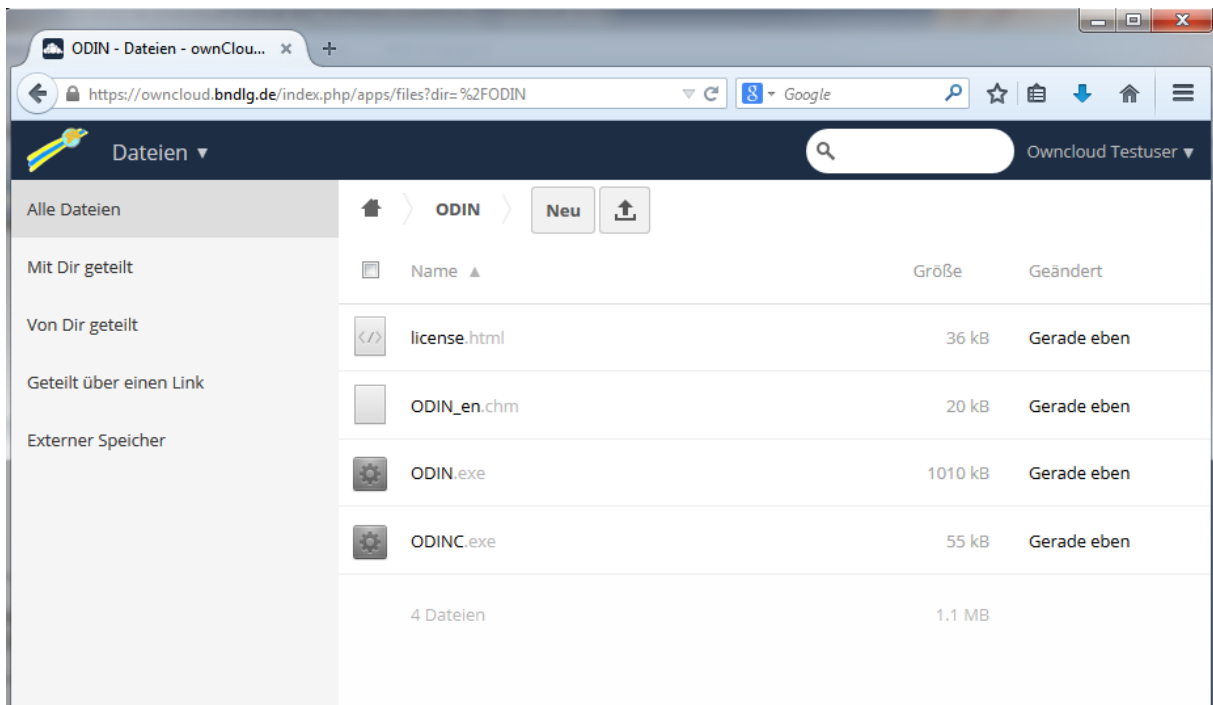 ODIN - Dateien - ownClou...
https://owncloud.bndlg.de/index.php/apps/files?dir=%2FODIN
8 Google
Dateien ▾
Owncloud Testuser ▾
Alle Dateien
ODIN
Neu
Mit Dir geteilt
Name ▲ Größe Geändert
Von Dir geteilt
license.html 36 kB Gerade eben
Geteilt über einen Link
ODIN_en.chm 20 kB Gerade eben
Externer Speicher
ODIN.exe 1010 kB Gerade eben
ODINC.exe 55 kB Gerade eben
4 Dateien 1.1 MB